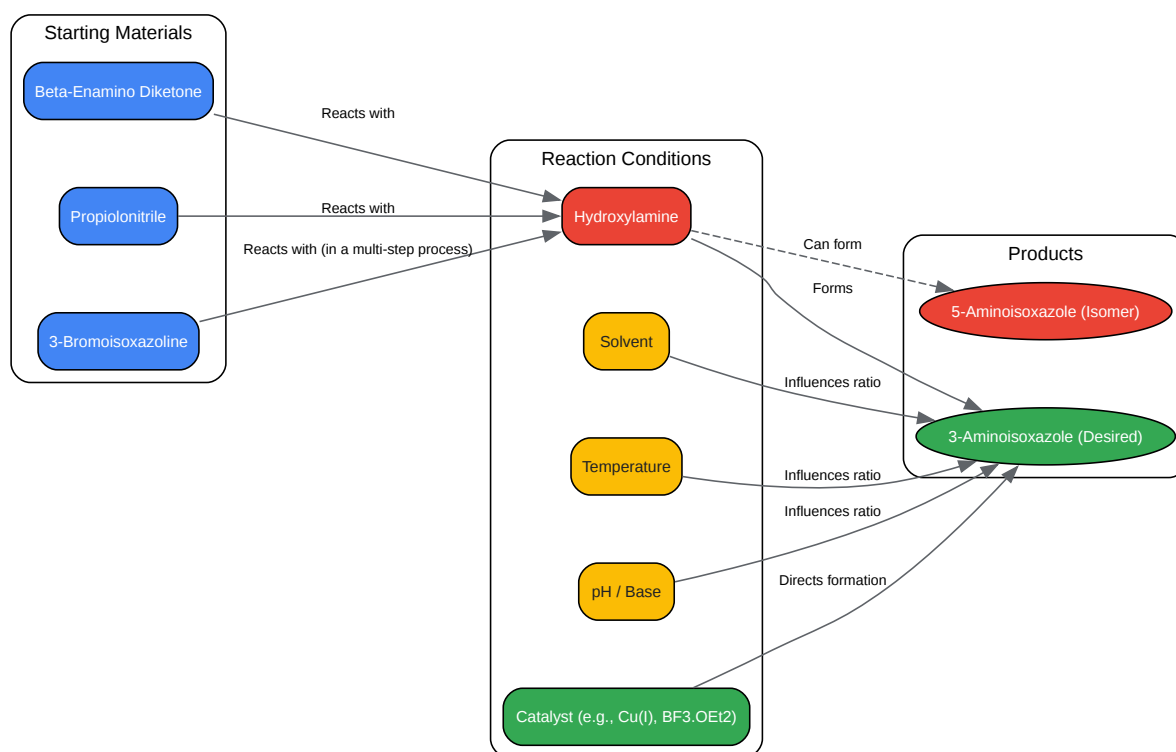 Starting Materials
Beta-Enamino Diketone
Propiolonitrile
3-Bromoisoxazoline
Reacts with
Reacts with
Reacts with (in a multi-step process)
Reaction Conditions
Hydroxylamine
Solvent
Temperature
pH / Base
Catalyst (e.g., Cu(I), BF3.OEt2)
Can form
Forms
Influences ratio
Influences ratio
Influences ratio
Directs formation
Products
5-Aminoisoxazole (Isomer)
3-Aminoisoxazole (Desired)